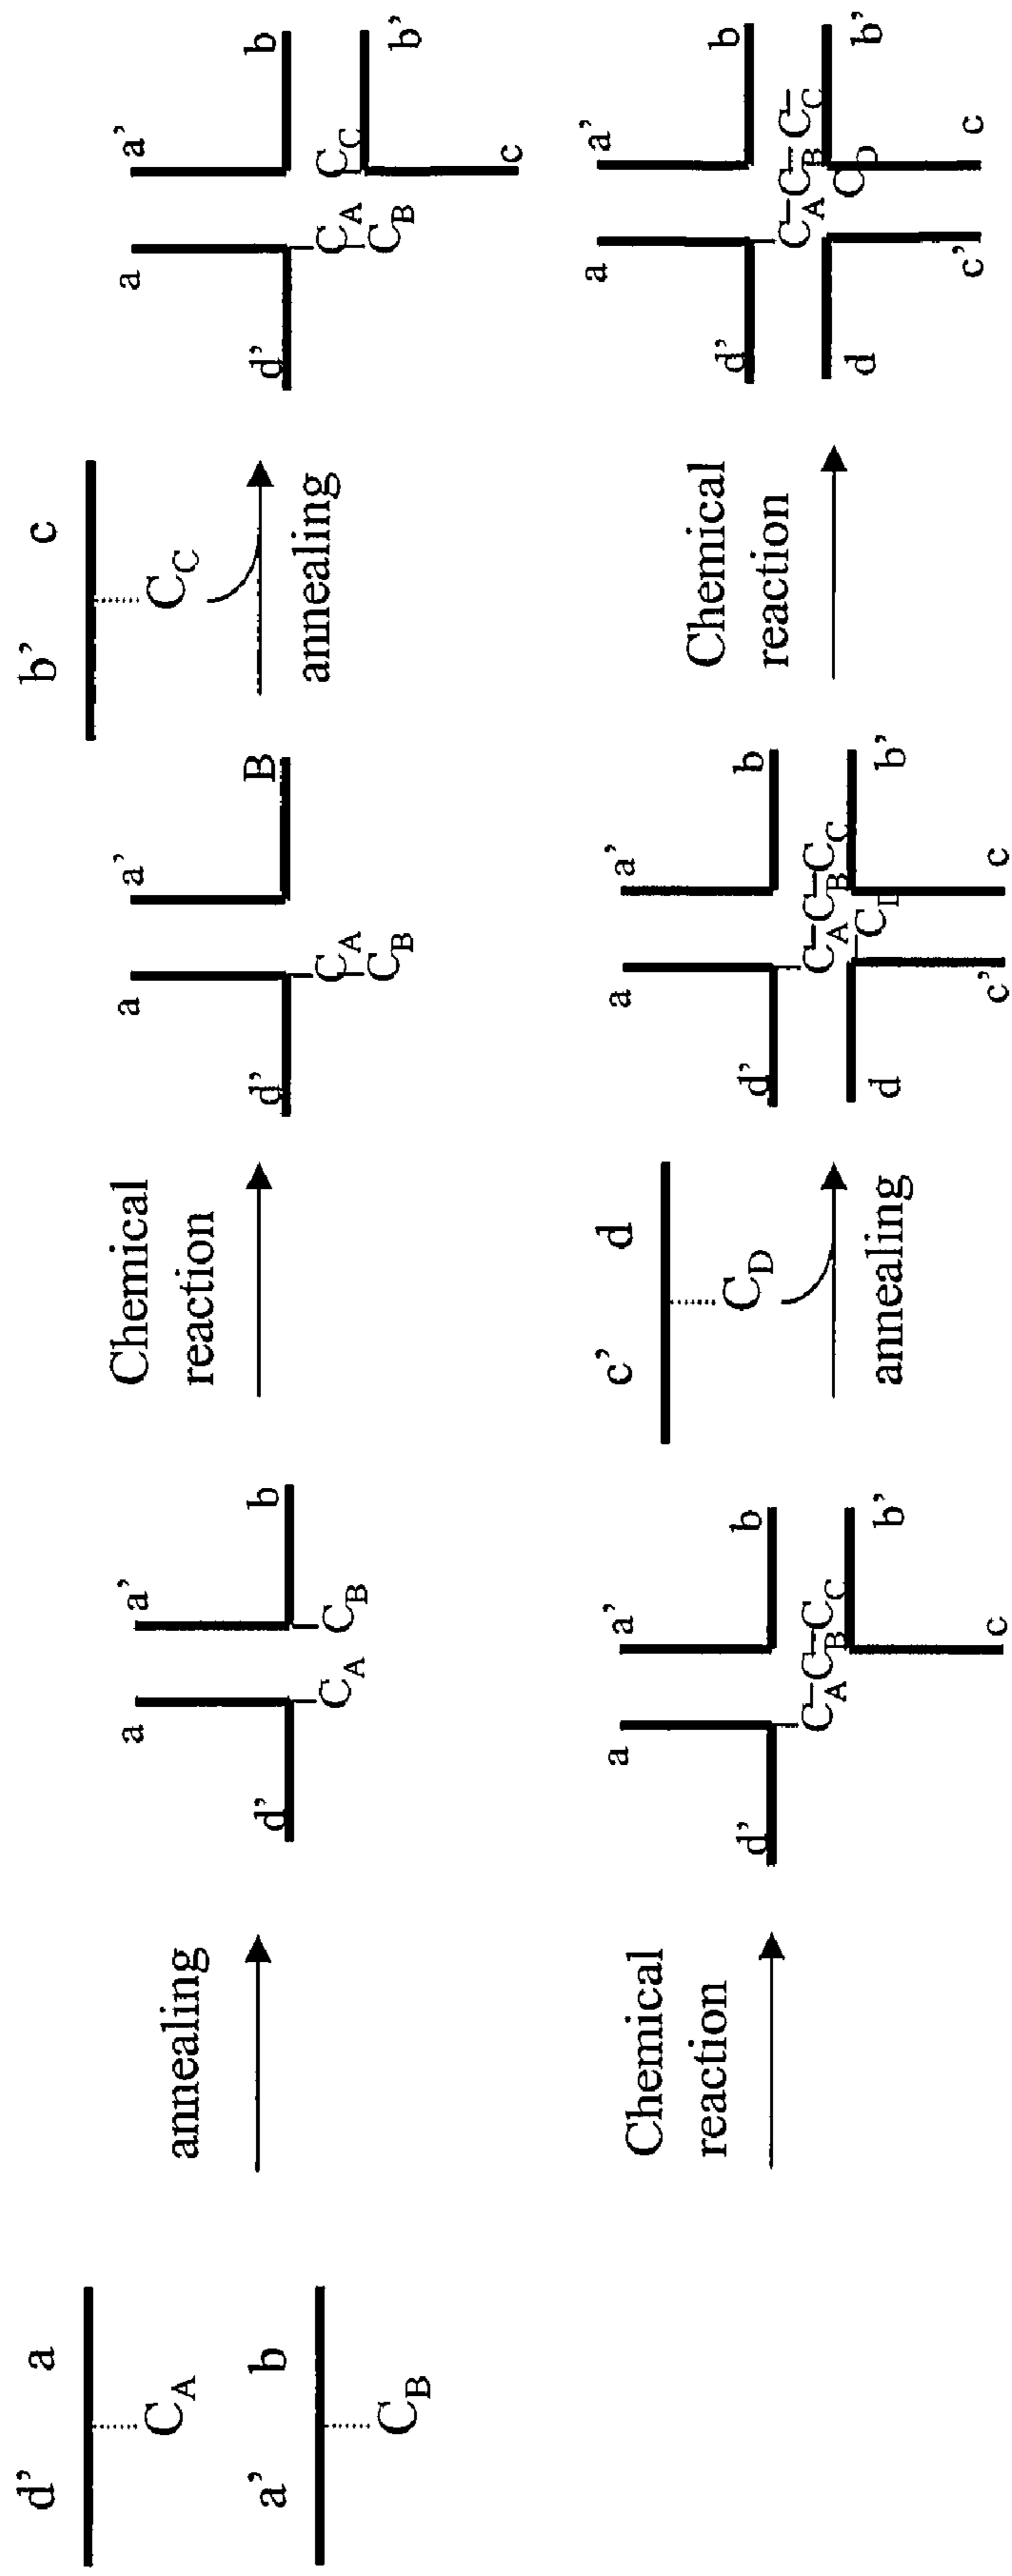 d' a
C_A
a' b
C_B
annealing
a a'
d' b
C_A C_B
Chemical
reaction
a a'
d' B
C_A
C_B
b' c
C_C
annealing
a a'
d' b
C_A C_C
C_B b'
c
Chemical
reaction
a a'
d' b
C_A–C_B–C_C
b'
c
c' d
C_D
annealing
a a'
d' b
C_A–C_B–C_C
C_D
d b'
c' c
Chemical
reaction
a a'
d' b
C_A–C_B–C_C–
C_D
d b'
c' c